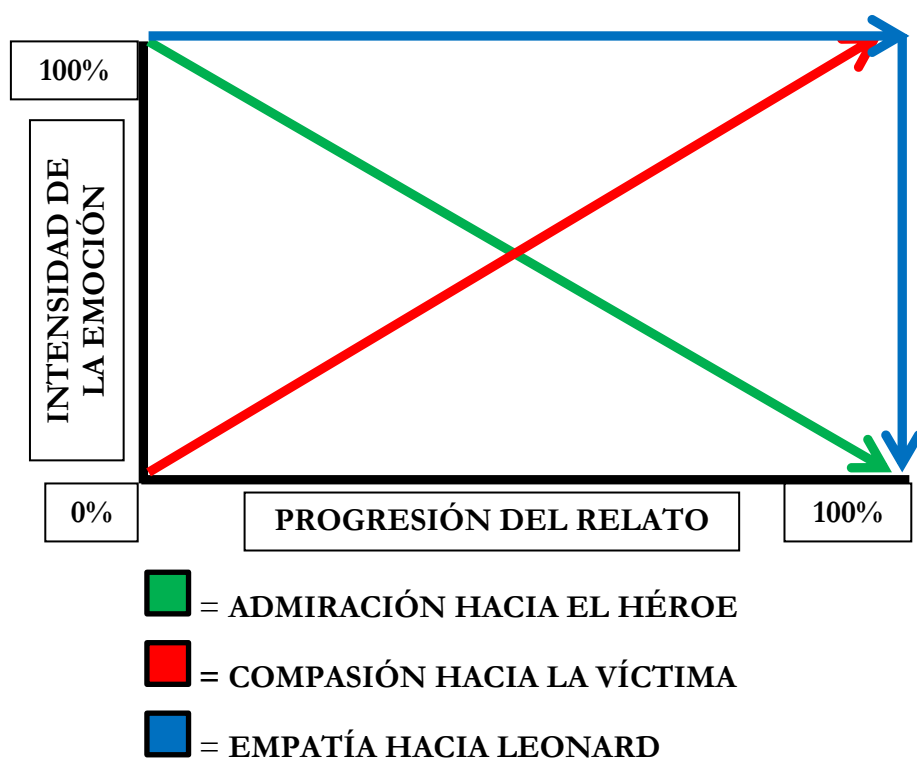 100%
INTENSIDAD DE
LA EMOCIÓN
0%
PROGRESIÓN DEL RELATO
100%
= ADMIRACIÓN HACIA EL HÉROE
= COMPASIÓN HACIA LA VÍCTIMA
= EMPATÍA HACIA LEONARD